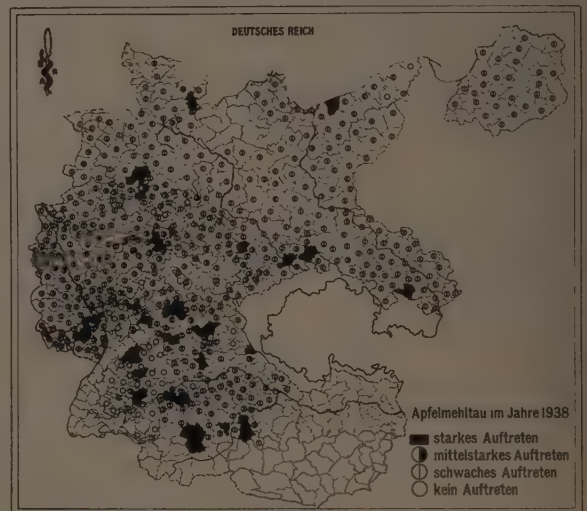 DEUTSCHES REICH
Apfelmehltau im Jahre 1938
starkes Auftreten
mittelstarkes Auftreten
schwaches Auftreten
kein Auftreten